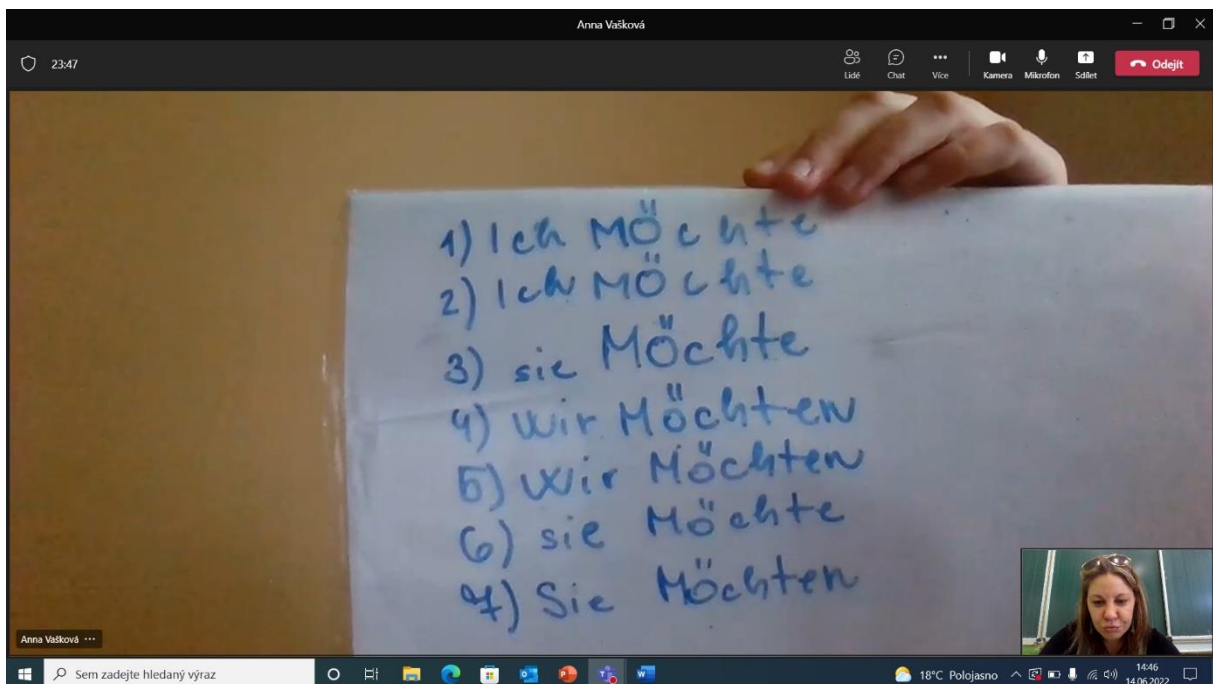 Anna Vašková
23:47
Lidé Chat Více Kamera Mikrofon Sdílet Odejít
1) Ich MÖchte
2) Ich MÖchte
3) sie MÖchte
4) Wir Möchten
5) Wir Möchten
6) sie Möchte
7) Sie Möchten
Anna Vašková ...
Sem zadejte hledaný výraz
18°C Polojasno
14:46
14.06.2022